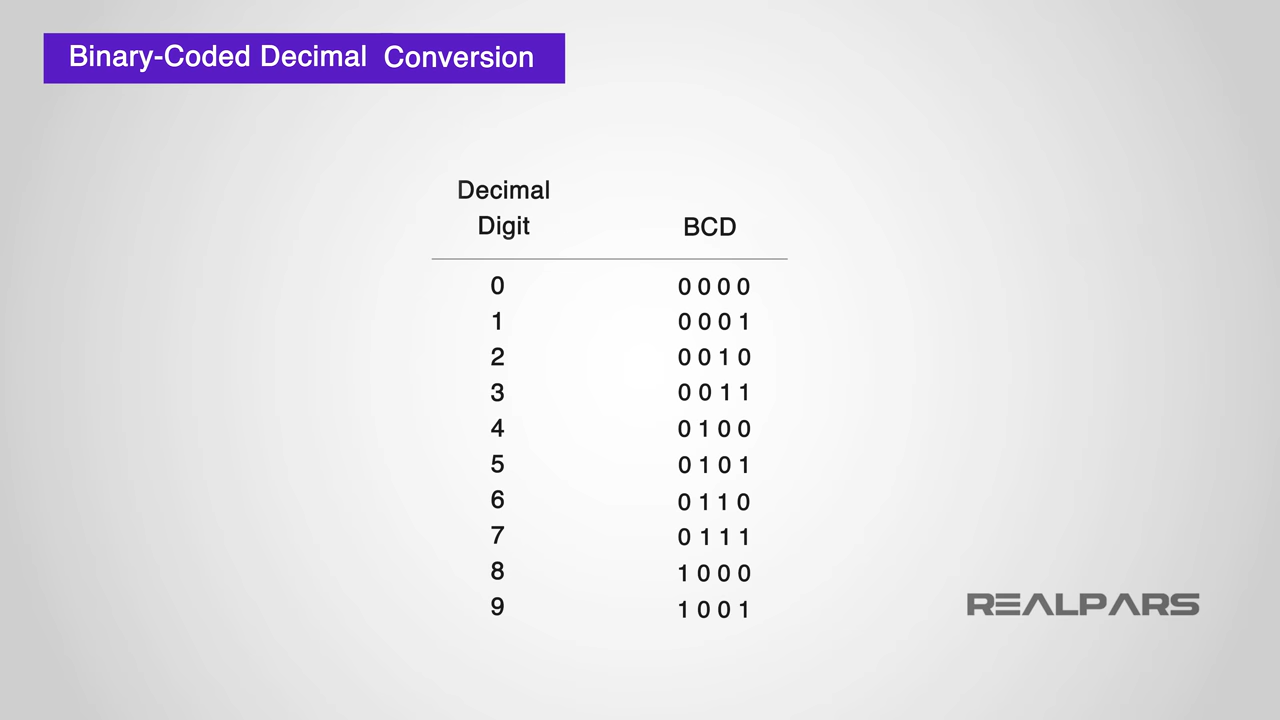 Binary-Coded Decimal Conversion
Decimal
Digit BCD
0 0 0 0 0
1 0 0 0 1
2 0 0 1 0
3 0 0 1 1
4 0 1 0 0
5 0 1 0 1
6 0 1 1 0
7 0 1 1 1
8 1 0 0 0
9 1 0 0 1
REALPARS